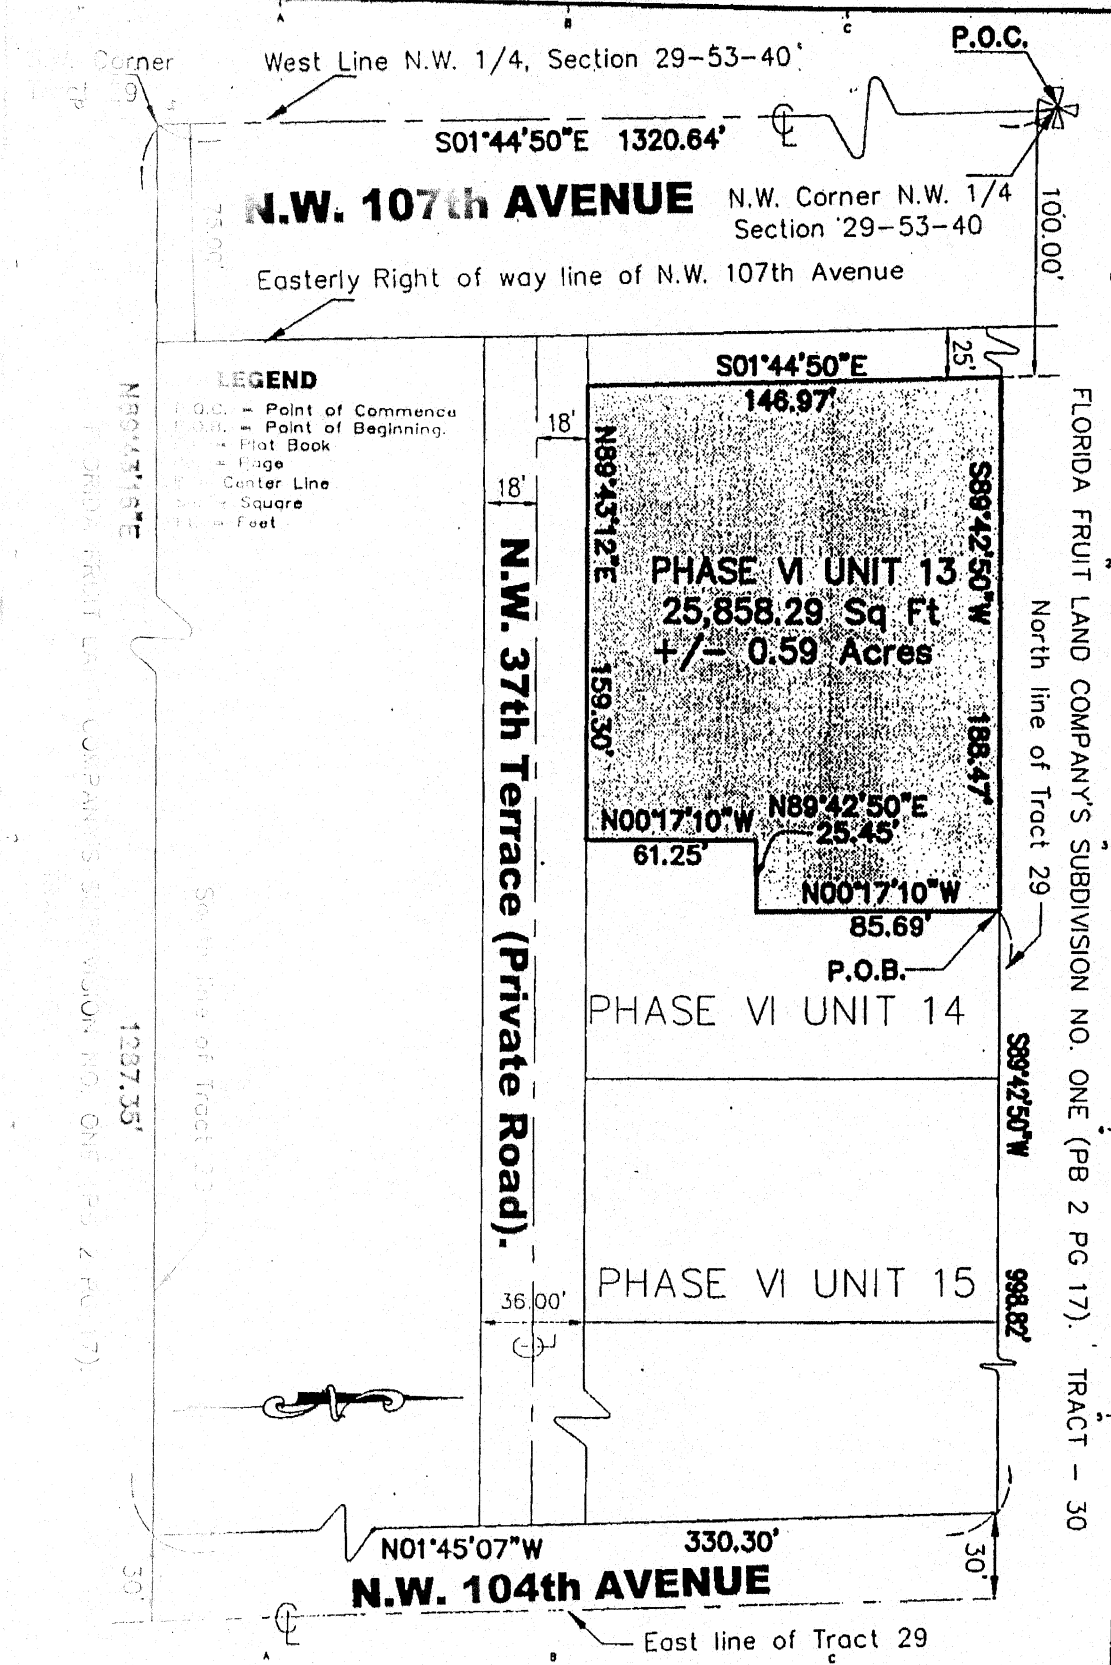 A
B
C
P.O.C.
Corner
West Line N.W. 1/4, Section 29-53-40
S01°44'50"E 1320.64'
N.W. 107th AVENUE
N.W. Corner N.W. 1/4
Section 29-53-40
100.00'
75.00'
Easterly Right of way line of N.W. 107th Avenue
25'
S01°44'50"E
146.97'
LEGEND
P.O.C. = Point of Commence
P.O.B. = Point of Beginning.
= Plat Book
= Page
Center Line
= Square
= Feet
18'
18'
N89°43'12"E
159.30'
S89°42'50"W
188.47'
PHASE VI UNIT 13
25,858.29 Sq Ft
+/- 0.59 Acres
N00°17'10"W
61.25'
N89°42'50"E
25.45'
N00°17'10"W
85.69'
P.O.B.
North line of Tract 29
FLORIDA FRUIT LAND COMPANY'S SUBDIVISION NO. ONE (PB 2 PG 17). TRACT - 30
N.W. 37th Terrace (Private Road).
PHASE VI UNIT 14
S89°42'50"W
998.82'
PHASE VI UNIT 15
36.00'
1287.35'
of Tract
30'
N01°45'07"W
330.30'
30'
N.W. 104th AVENUE
East line of Tract 29
A
B
C